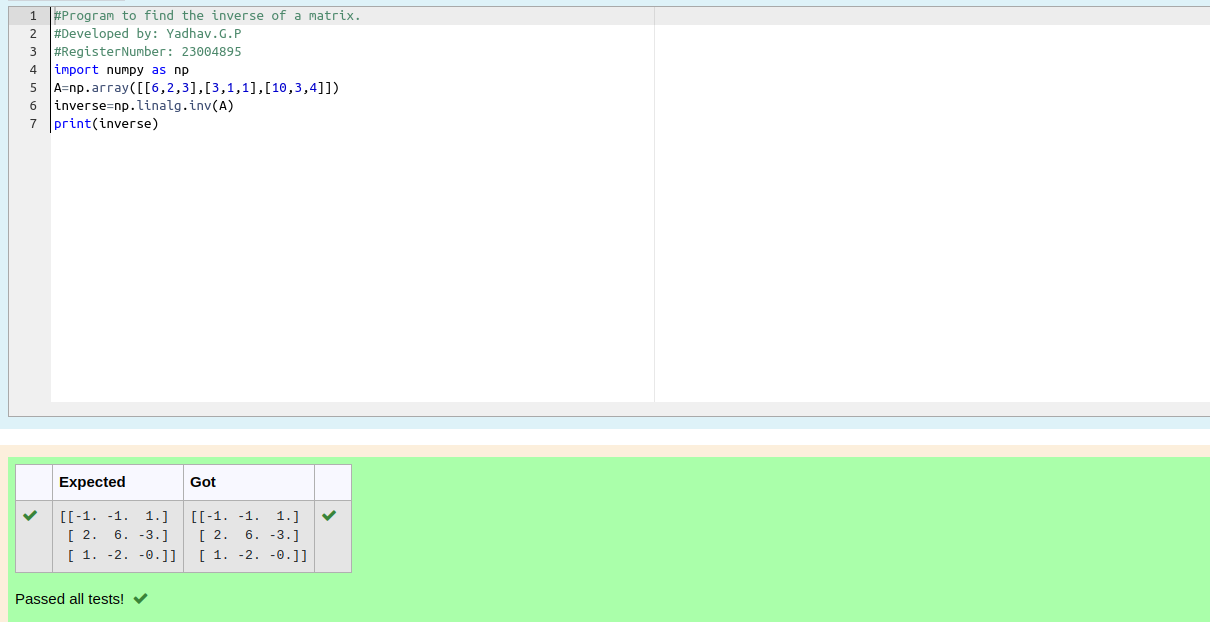 1 #Program to find the inverse of a matrix.
2 #Developed by: Yadhav.G.P
3 #RegisterNumber: 23004895
4 import numpy as np
5 A=np.array([[6,2,3],[3,1,1],[10,3,4]])
6 inverse=np.linalg.inv(A)
7 print(inverse)
Expected Got
[[-1. -1.  1.] [[-1. -1.  1.]
[ 2.  6. -3.] [ 2.  6. -3.]
[ 1. -2. -0.]] [ 1. -2. -0.]]
Passed all tests!